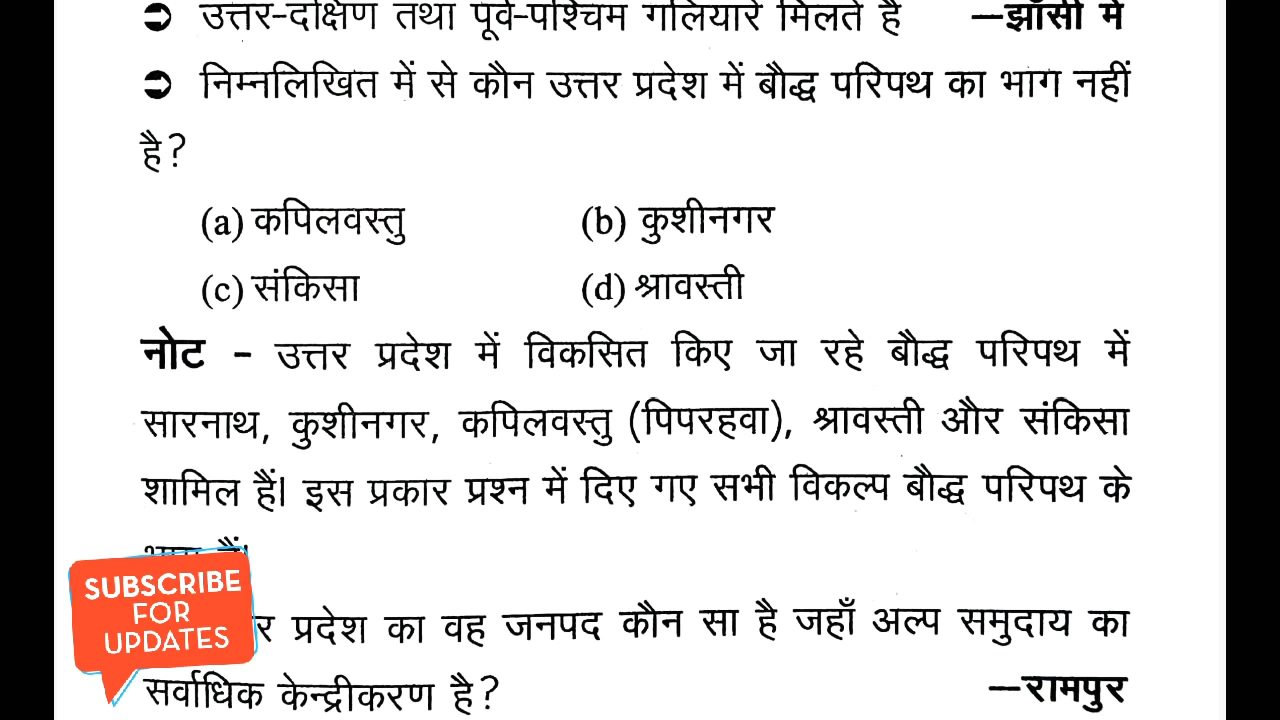 ➲ उत्तर-दक्षिण तथा पूर्व-पश्चिम गलियारे मिलते हैं —झाँसी में
➲ निम्नलिखित में से कौन उत्तर प्रदेश में बौद्ध परिपथ का भाग नहीं
है?
(a) कपिलवस्तु (b) कुशीनगर
(c) संकिसा (d) श्रावस्ती
नोट - उत्तर प्रदेश में विकसित किए जा रहे बौद्ध परिपथ में
सारनाथ, कुशीनगर, कपिलवस्तु (पिपरहवा), श्रावस्ती और संकिसा
शामिल हैं। इस प्रकार प्रश्न में दिए गए सभी विकल्प बौद्ध परिपथ के
हैं।
प्रदेश का वह जनपद कौन सा है जहाँ अल्प समुदाय का
सर्वाधिक केन्द्रीकरण है? —रामपुर
SUBSCRIBE
FOR
UPDATES